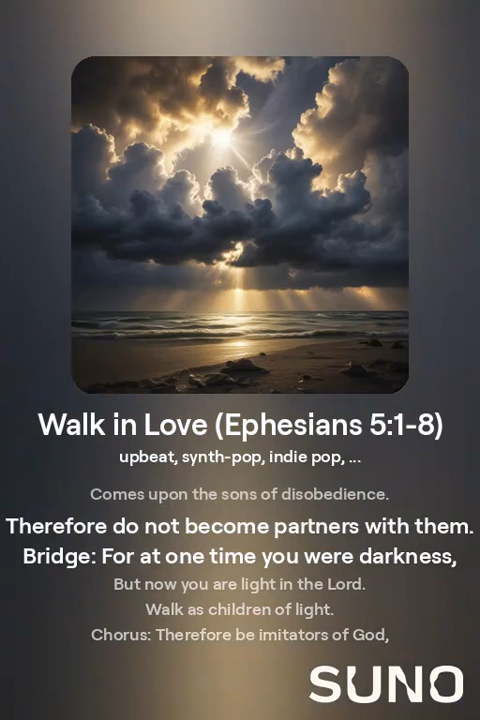 Walk in Love (Ephesians 5:1-8)
upbeat, synth-pop, indie pop, ...
Comes upon the sons of disobedience.
Therefore do not become partners with them.
Bridge: For at one time you were darkness,
But now you are light in the Lord.
Walk as children of light.
Chorus: Therefore be imitators of God,
SUNO